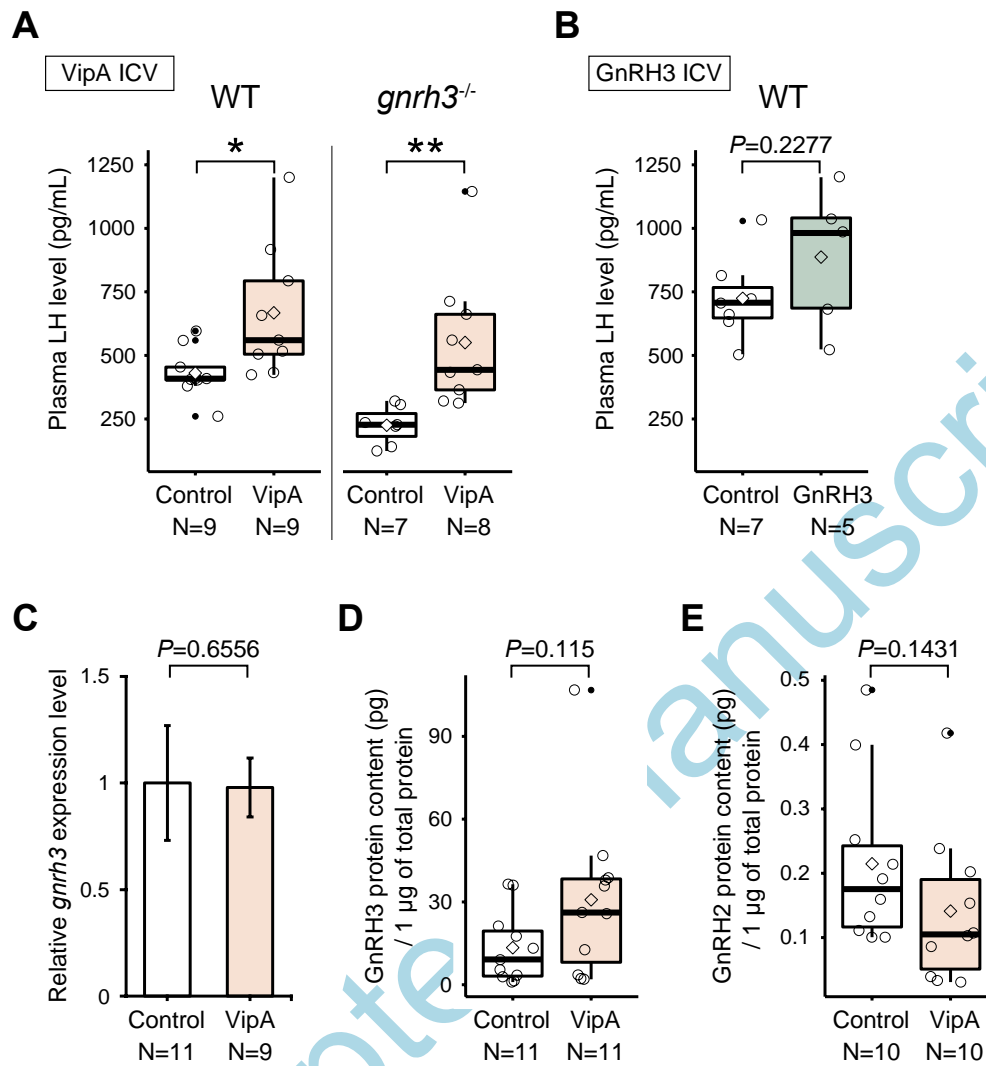 A
VipA ICV
WT
gnrh3-/-
*
**
Plasma LH level (pg/mL)
1250
1000
750
500
250
Control
VipA
Control
VipA
N=9
N=9
N=7
N=8
B
GnRH3 ICV
WT
P=0.2277
Plasma LH level (pg/mL)
1250
1000
750
500
250
Control
GnRH3
N=7
N=5
C
P=0.6556
Relative gnrh3 expression level
1.5
1
0.5
0
Control
VipA
N=11
N=9
D
P=0.115
GnRH3 protein content (pg)
/ 1 μg of total protein
90
60
30
0
Control
VipA
N=11
N=11
E
P=0.1431
GnRH2 protein content (pg)
/ 1 μg of total protein
0.5
0.4
0.3
0.2
0.1
Control
VipA
N=10
N=10